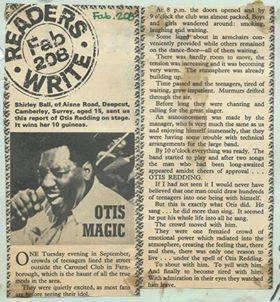 READERS
Fab
208
WRITE
Fab. 208
Shirley Ball, of Aisne Road, Deepcut,
Camberley, Surrey, aged 15, sent us
this report of Otis Redding on stage.
It wins her 10 guineas.
OTIS
MAGIC
ONE Tuesday evening in September,
crowds of teenagers lined the street
outside the Carousel Club in Farn-
borough, which is the haunt of all the true
mods in the area.
They were quietly excited, as most fans
are before seeing their idol.
At 8 p.m. the doors opened and by
9 o'clock the club was almost packed. Boys
and girls wandered around: smoking,
laughing and waiting.
Some lazed about in armchairs con-
veniently provided while others remained
on the dance-floor—all of them waiting.
There was hardly room to move, the
tension was increasing and it was becoming
very warm. The atmosphere was already
building up.
Time passed and the teenagers, tired of
waiting, grew impatient. Murmurs drifted
through the air.
Before long they were chanting and
calling for the great singer.
An announcement was made by the
manager, who is very much the same as us
and enjoying himself immensely, that they
were having some trouble with technical
arrangements for the large band.
By 10 o'clock everything was ready. The
band started to play and after two songs
the man who had been long-awaited
appeared amidst cheers of approval . . .
OTIS REDDING.
If I had not seen it I would never have
believed that one man could draw hundreds
of teenagers into one being with himself.
But this is exactly what Otis did. He
sang . . . he did more than sing. It seemed
he put his whole life into all he sang.
The crowd moved with him.
They were one frenzied crowd of
emotional power which radiated into the
atmosphere, creating the feeling that, there
and then, there was only one reason to
live . . . under the spell of Otis Redding.
To shout with him. To yell with him
And finally to become tired with him.
With admiration in their eyes they watched
him leave.